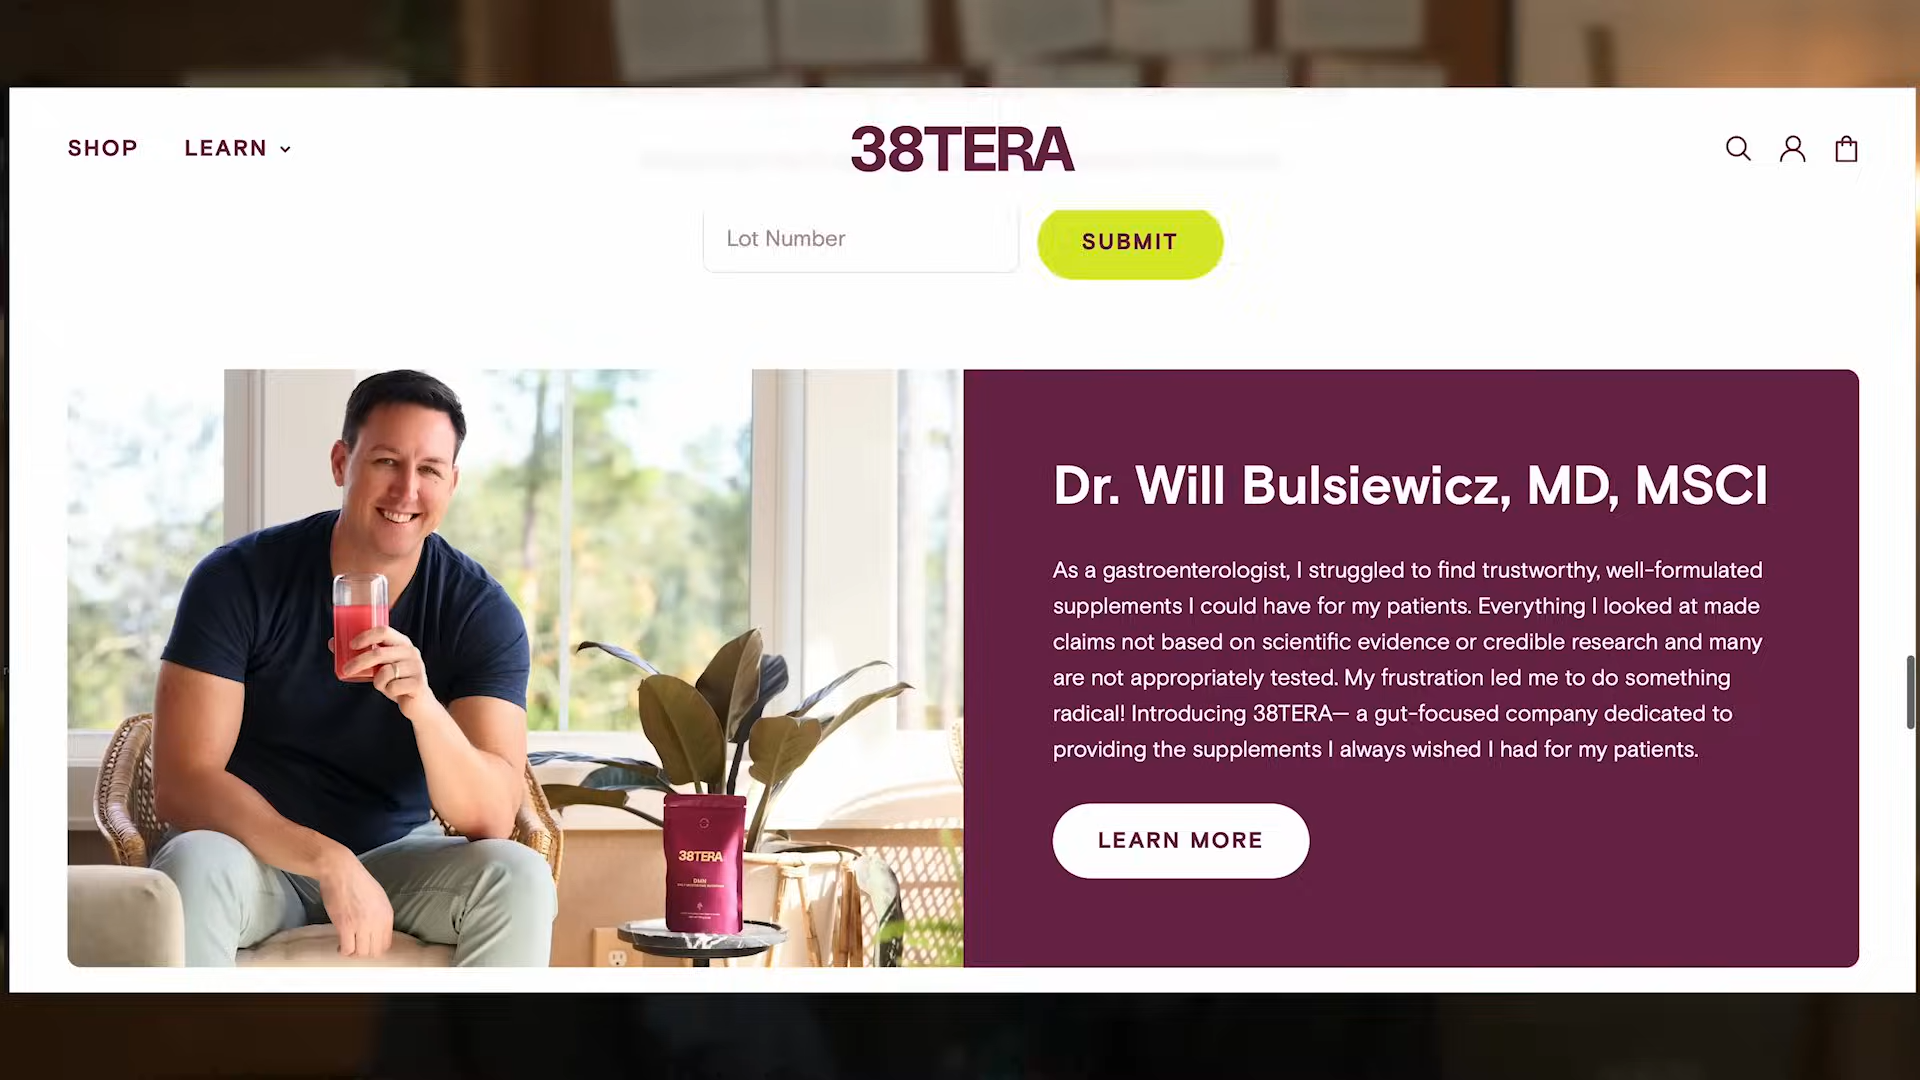 SHOP
LEARN
38TERA
Lot Number
SUBMIT
Dr. Will Bulsiewicz, MD, MSCI
As a gastroenterologist, I struggled to find trustworthy, well-formulated
supplements I could have for my patients. Everything I looked at made
claims not based on scientific evidence or credible research and many
are not appropriately tested. My frustration led me to do something
radical! Introducing 38TERA— a gut-focused company dedicated to
providing the supplements I always wished I had for my patients.
LEARN MORE
38TERA
DMN